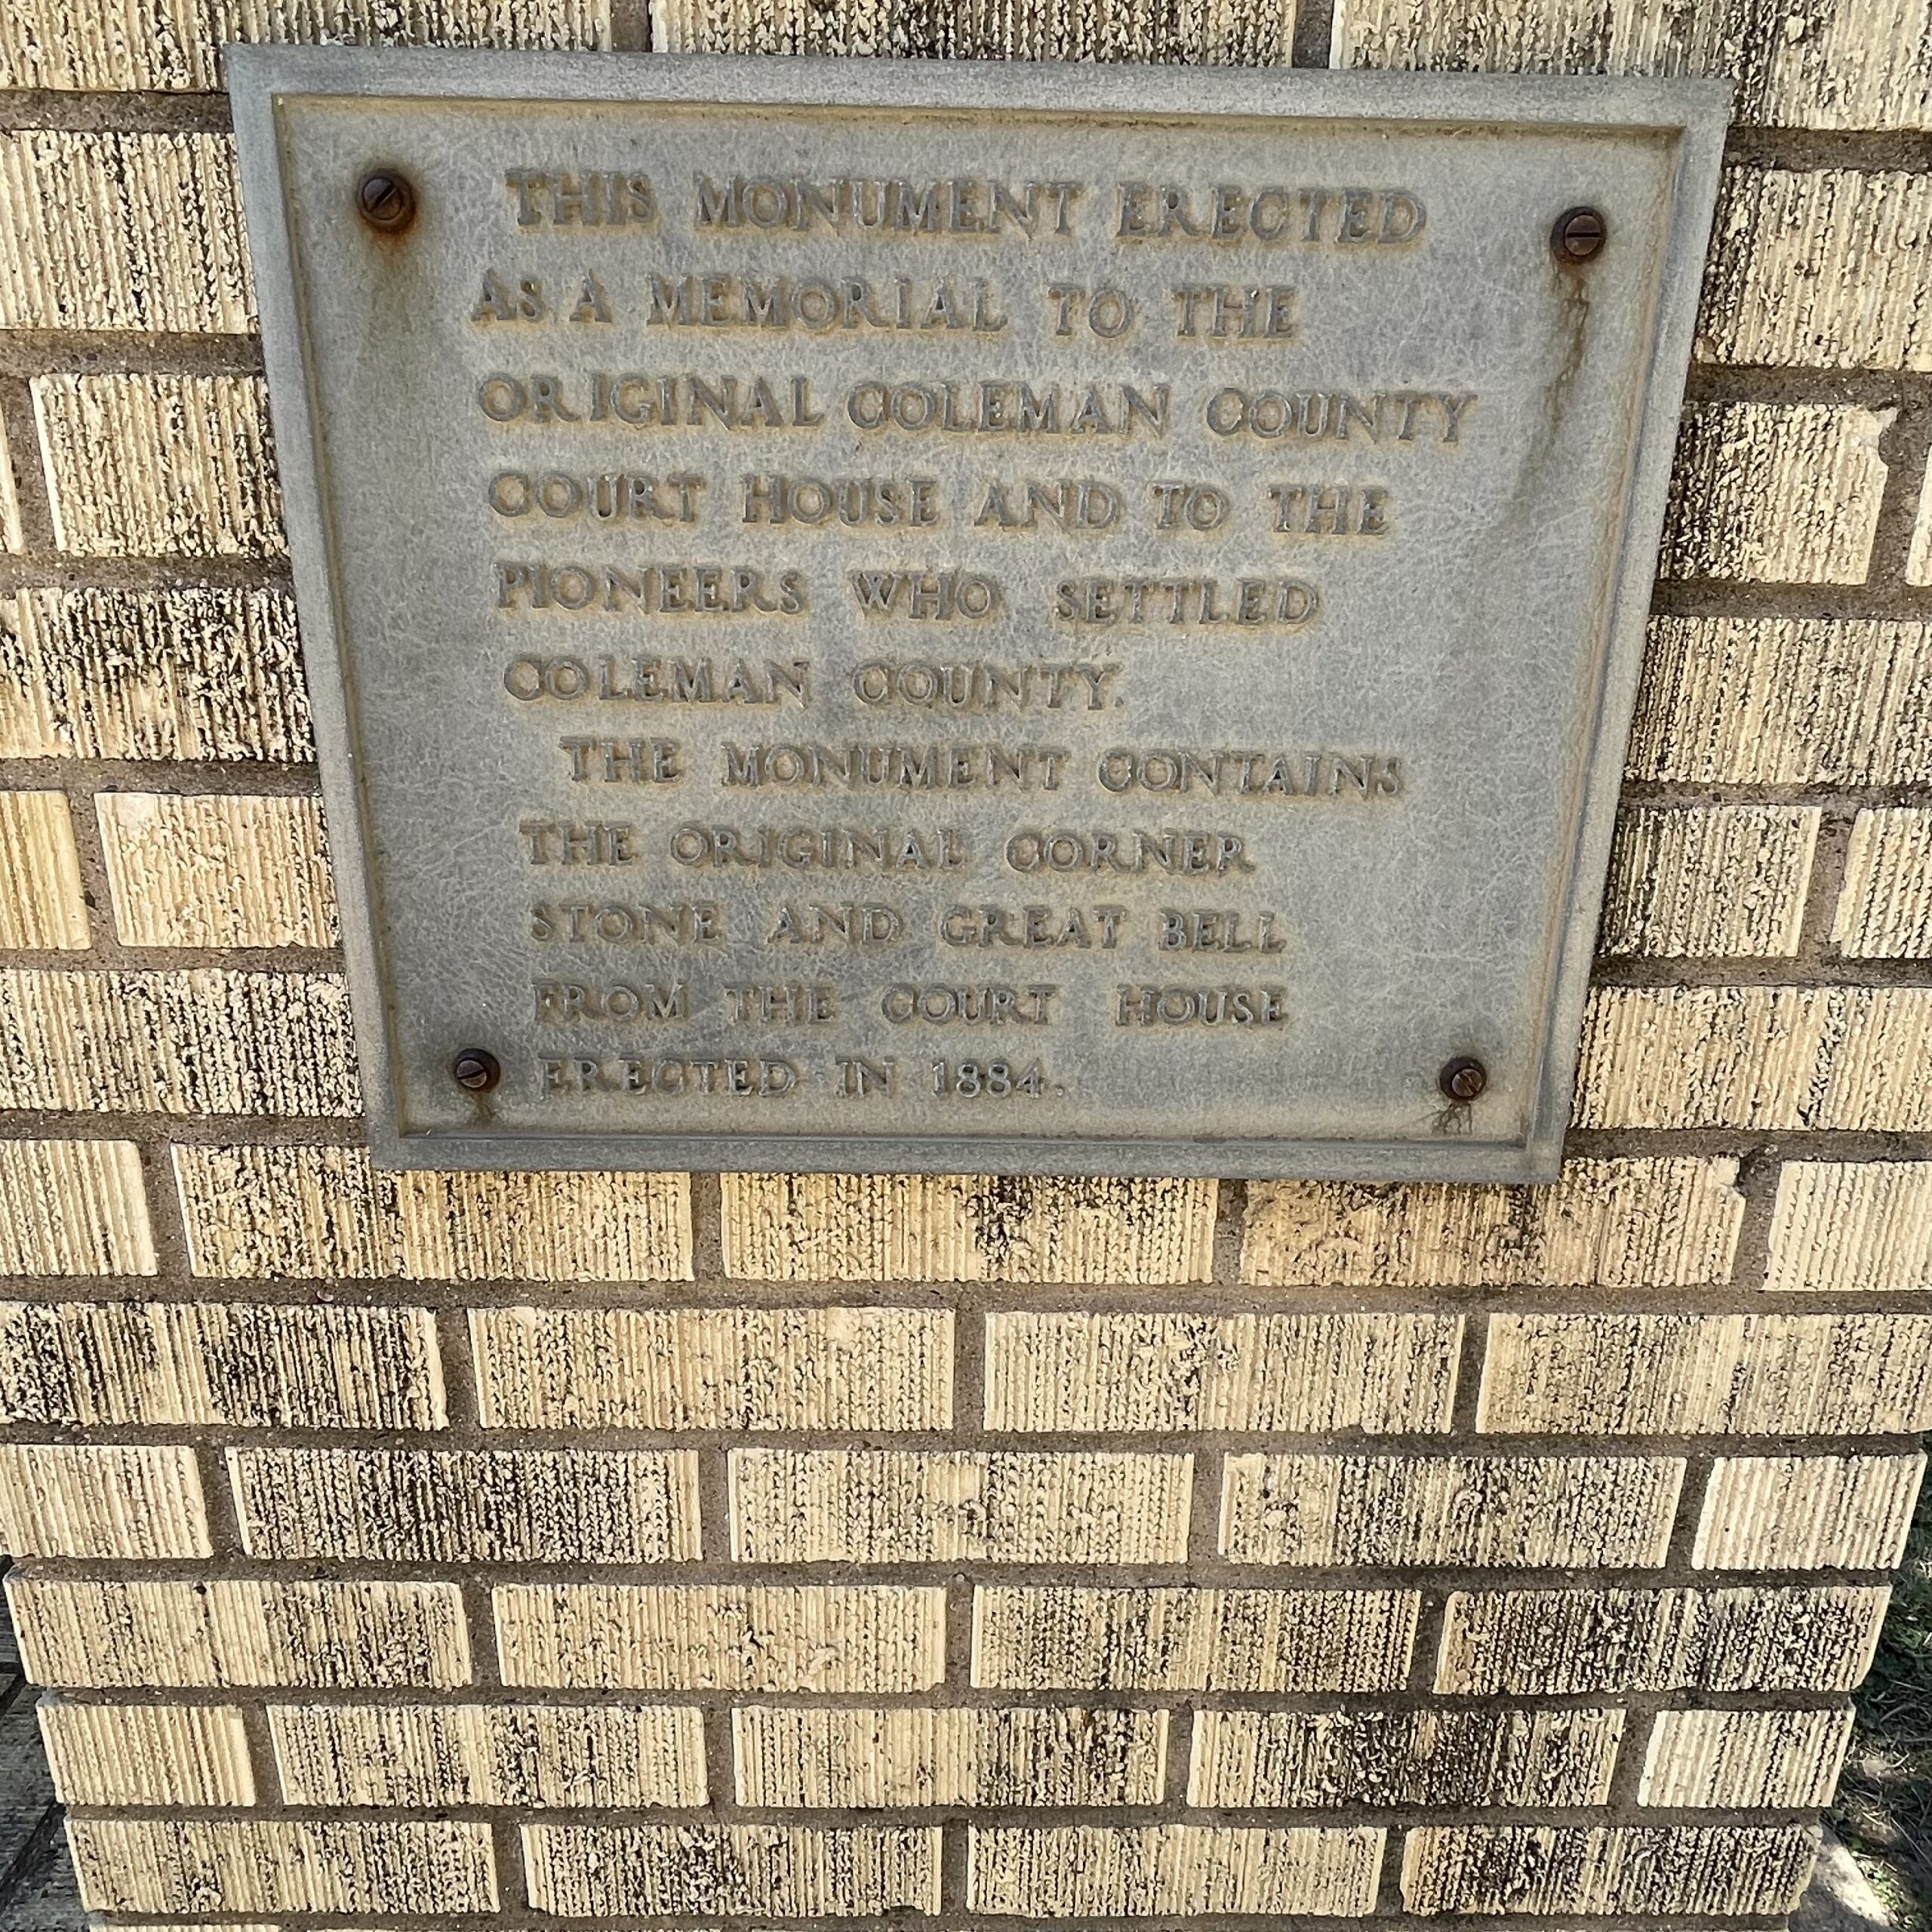 THIS MONUMENT ERECTED
AS A MEMORIAL TO THE
ORIGINAL COLEMAN COUNTY
COURT HOUSE AND TO THE
PIONEERS WHO SETTLED
COLEMAN COUNTY.
THE MONUMENT CONTAINS
THE ORIGINAL CORNER
STONE AND GREAT BELL
FROM THE COURT HOUSE
ERECTED IN 1884.